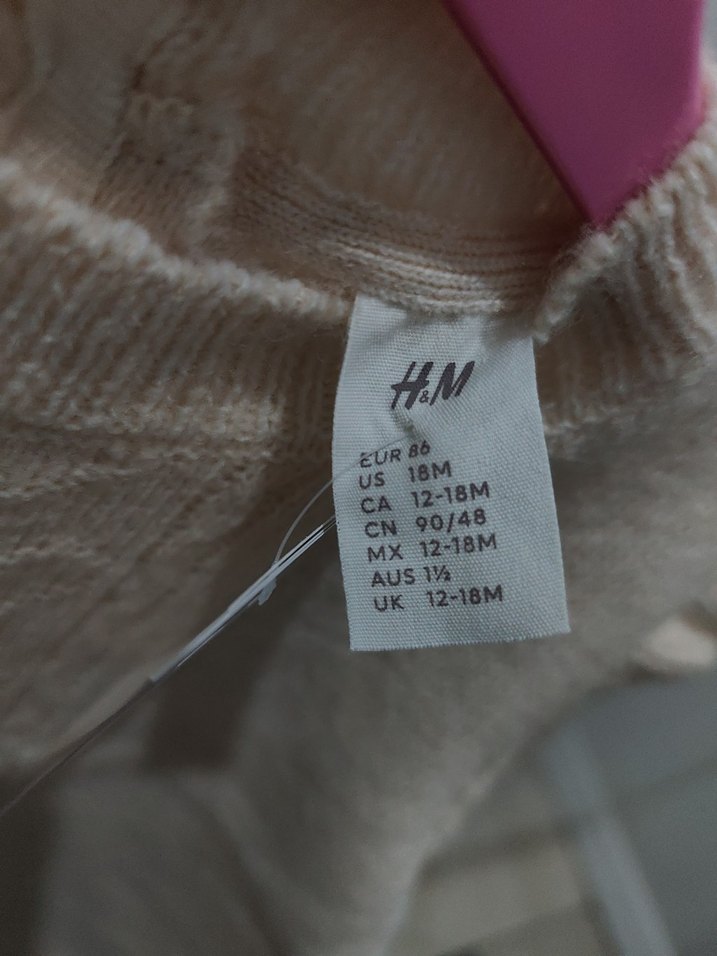 H&M
EUR 86
US 18M
CA 12-18M
CN 90/48
MX 12-18M
AUS 1½
UK 12-18M